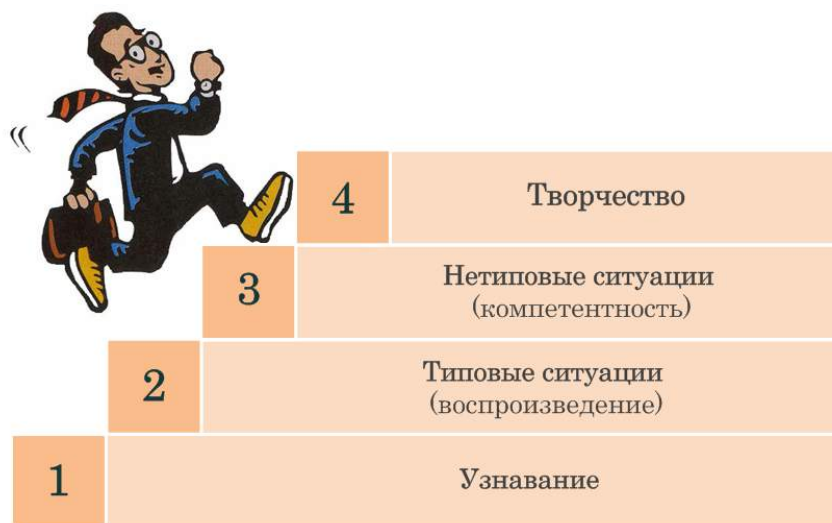 4
Творчество
3
Нетиповые ситуации
(компетентность)
2
Типовые ситуации
(воспроизведение)
1
Узнавание